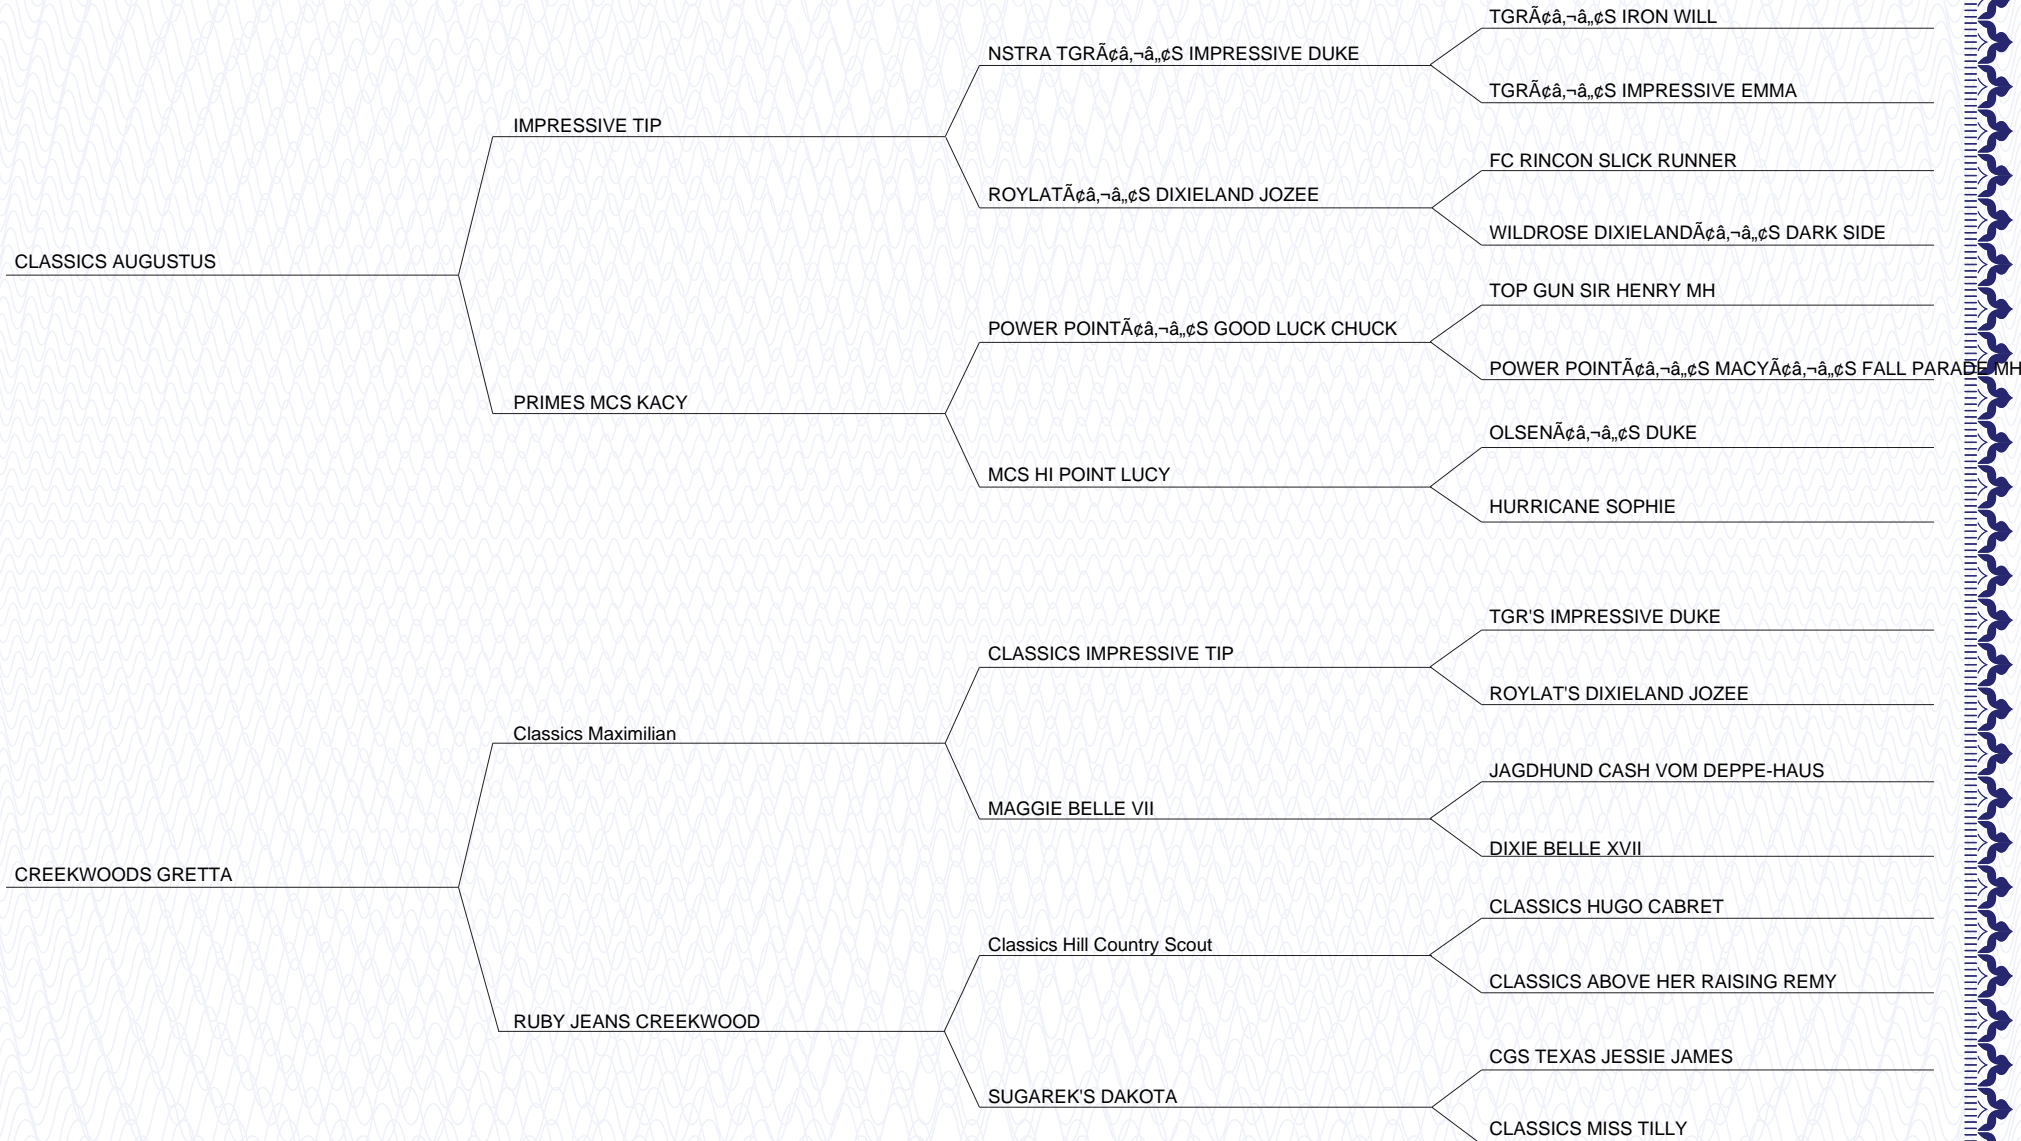 TGRÃ¢â‚¬â„¢S IRON WILL
NSTRA TGRÃ¢â‚¬â„¢S IMPRESSIVE DUKE
TGRÃ¢â‚¬â„¢S IMPRESSIVE EMMA
IMPRESSIVE TIP
FC RINCON SLICK RUNNER
ROYLATÃ¢â‚¬â„¢S DIXIELAND JOZEE
WILDROSE DIXIELANDÃ¢â‚¬â„¢S DARK SIDE
CLASSICS AUGUSTUS
TOP GUN SIR HENRY MH
POWER POINTÃ¢â‚¬â„¢S GOOD LUCK CHUCK
POWER POINTÃ¢â‚¬â„¢S MACYÃ¢â‚¬â„¢S FALL PARADE MH
PRIMES MCS KACY
OLSENÃ¢â‚¬â„¢S DUKE
MCS HI POINT LUCY
HURRICANE SOPHIE
TGR'S IMPRESSIVE DUKE
CLASSICS IMPRESSIVE TIP
ROYLAT'S DIXIELAND JOZEE
Classics Maximilian
JAGDHUND CASH VOM DEPPE-HAUS
MAGGIE BELLE VII
DIXIE BELLE XVII
CREEKWOODS GRETTA
CLASSICS HUGO CABRET
Classics Hill Country Scout
CLASSICS ABOVE HER RAISING REMY
RUBY JEANS CREEKWOOD
CGS TEXAS JESSIE JAMES
SUGAREK'S DAKOTA
CLASSICS MISS TILLY